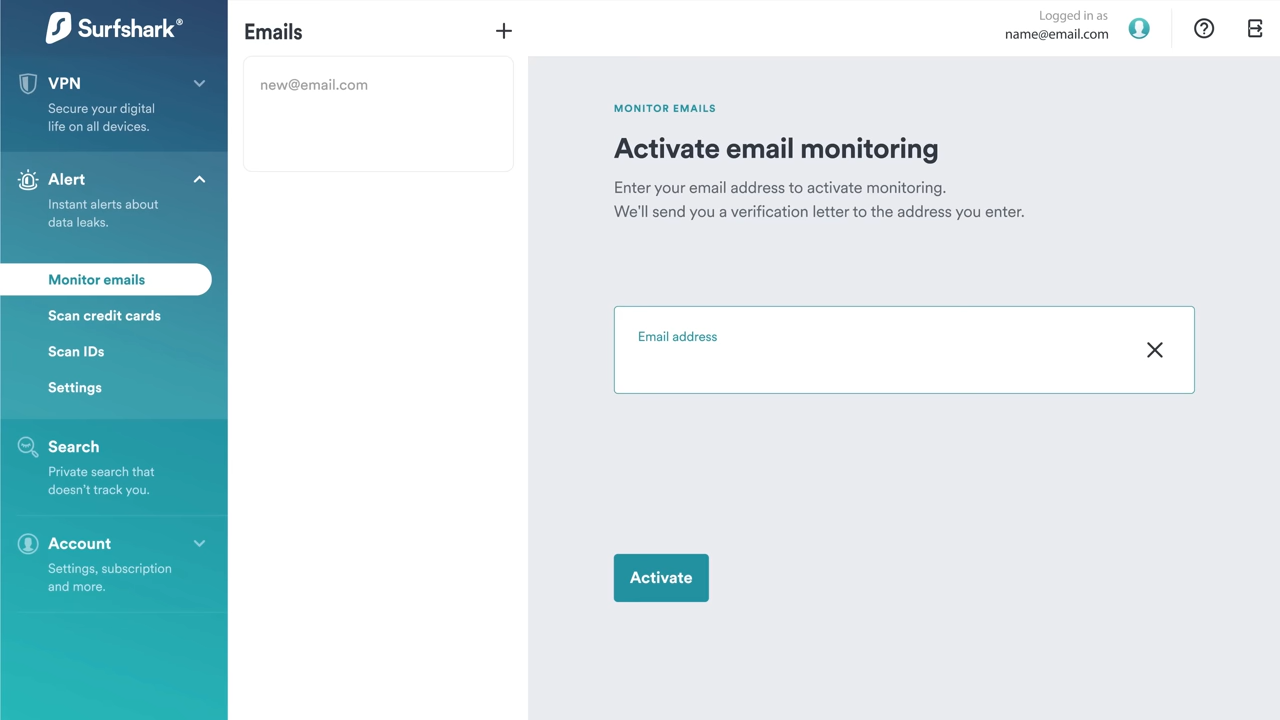 Surfshark®
VPN
Secure your digital
life on all devices.
Alert
Instant alerts about
data leaks.
Monitor emails
Scan credit cards
Scan IDs
Settings
Search
Private search that
doesn't track you.
Account
Settings, subscription
and more.
Emails
new@email.com
Logged in as
name@email.com
MONITOR EMAILS
Activate email monitoring
Enter your email address to activate monitoring.
We'll send you a verification letter to the address you enter.
Email address
Activate